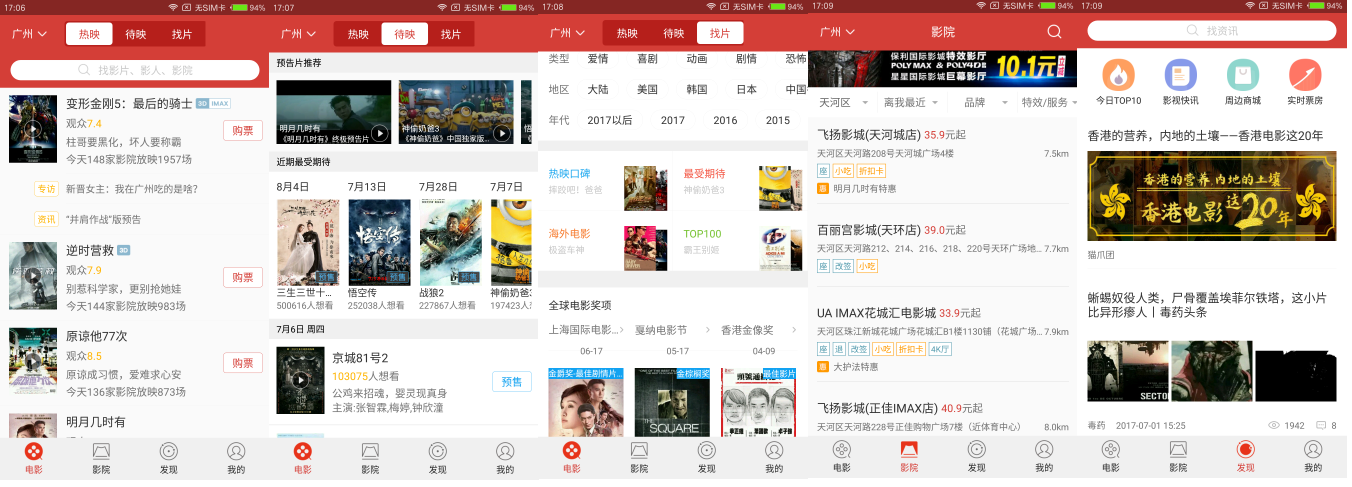 17:06
无SIM卡 94%
广州
热映 待映 找片
找影片、影人、影院
变形金刚5：最后的骑士 3D IMAX
观众7.4
柱哥要黑化，坏人要称霸
今天148家影院放映1957场
购票
专访 新晋女主：我在广州吃的是啥？
资讯 “并肩作战”版预告
逆时营救 3D
观众7.9
别惹科学家，更别抢她娃
今天144家影院放映983场
购票
原谅他77次
观众8.5
原谅成习惯，爱难求心安
今天136家影院放映873场
购票
明月几时有
电影 影院 发现 我的
17:07
无SIM卡 94%
广州
热映 待映 找片
预告片推荐
明月几时有
《明月几时有》终极预告片
神偷奶爸3
《神偷奶爸》中国独家版...
近期最受期待
8月4日 7月13日 7月28日 7月7日
预售 预售
三生三世十... 悟空传 战狼2 神偷奶爸3
500616人想看 252038人想看 227867人想看 197423人
7月6日 周四
京城81号2
103075人想看
公鸡来招魂，婴灵现真身
主演:张智霖,梅婷,钟欣潼
预售
电影 影院 发现 我的
17:08
无SIM卡 94%
广州
热映 待映 找片
类型 爱情 喜剧 动画 剧情 恐怖
地区 大陆 美国 韩国 日本 中国
年代 2017以后 2017 2016 2015
热映口碑
摔跤吧！爸爸
最受期待
神偷奶爸3
海外电影
极盗车神
TOP100
霸王别姬
全球电影奖项
上海国际电影... 戛纳电影节 香港金像奖
06-17 05-17 04-09
金爵奖-最佳剧情片... 金棕榈奖 最佳影片
THE SQUARE
电影 影院 发现 我的
17:09
无SIM卡 94%
广州
影院
保利国际影城特效影厅
POLYMAX & POLY4D
星星国际影城巨幕影厅
10.1元
立减
天河区 离我最近 品牌 特效/服务
飞扬影城(天河城店) 35.9元起
天河区天河路208号天河城广场4楼 7.5km
座 小吃 折扣卡
惠 明月几时有特惠
百丽宫影城(天环店) 39.0元起
天河区天河路212、214、216、218、220号天环广场地... 7.7km
座 改签 小吃
UA IMAX花城汇电影城 33.9元起
天河区珠江新城花城广场花城汇B1楼1130铺（花城广场... 7.9km
座 退 改签 小吃 折扣卡 4K厅
惠 大护法特惠
飞扬影城(正佳IMAX店) 40.9元起
天河区天河路228号正佳购物广场7楼（近体育中心） 8.0km
电影 影院 发现 我的
17:09
无SIM卡 94%
找资讯
今日TOP10 影视快讯 周边商城 实时票房
香港的营养，内地的土壤——香港电影这20年
香港的营养 内地的土壤
香港电影这20年
猫爪团
蜥蜴奴役人类，尸骨覆盖埃菲尔铁塔，这小片
比异形瘆人丨毒药头条
SECTOR
毒药 2017-07-01 15:25 1942 8
电影 影院 发现 我的